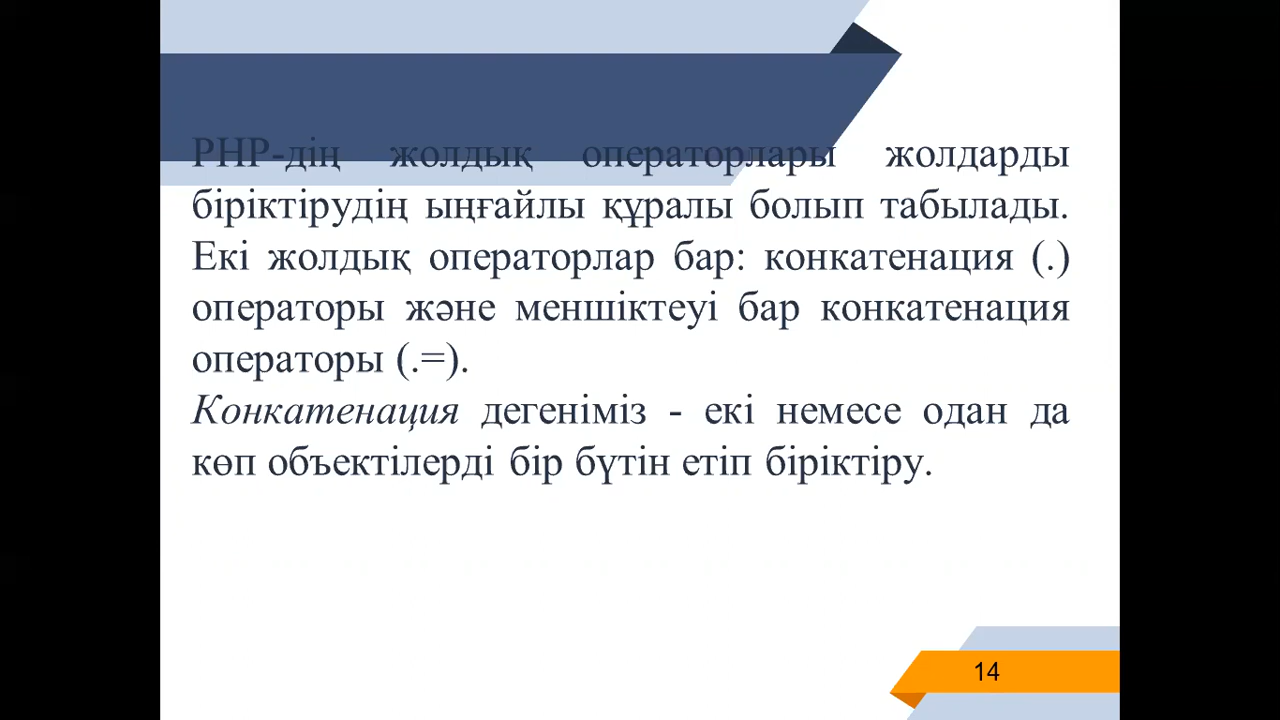 PHP-дің жолдық операторлары жолдарды
біріктірудің ыңғайлы құралы болып табылады.
Екі жолдық операторлар бар: конкатенация (.)
операторы және меншіктеуі бар конкатенация
операторы (.=).
Конкатенация дегеніміз - екі немесе одан да
көп объектілерді бір бүтін етіп біріктіру.
14